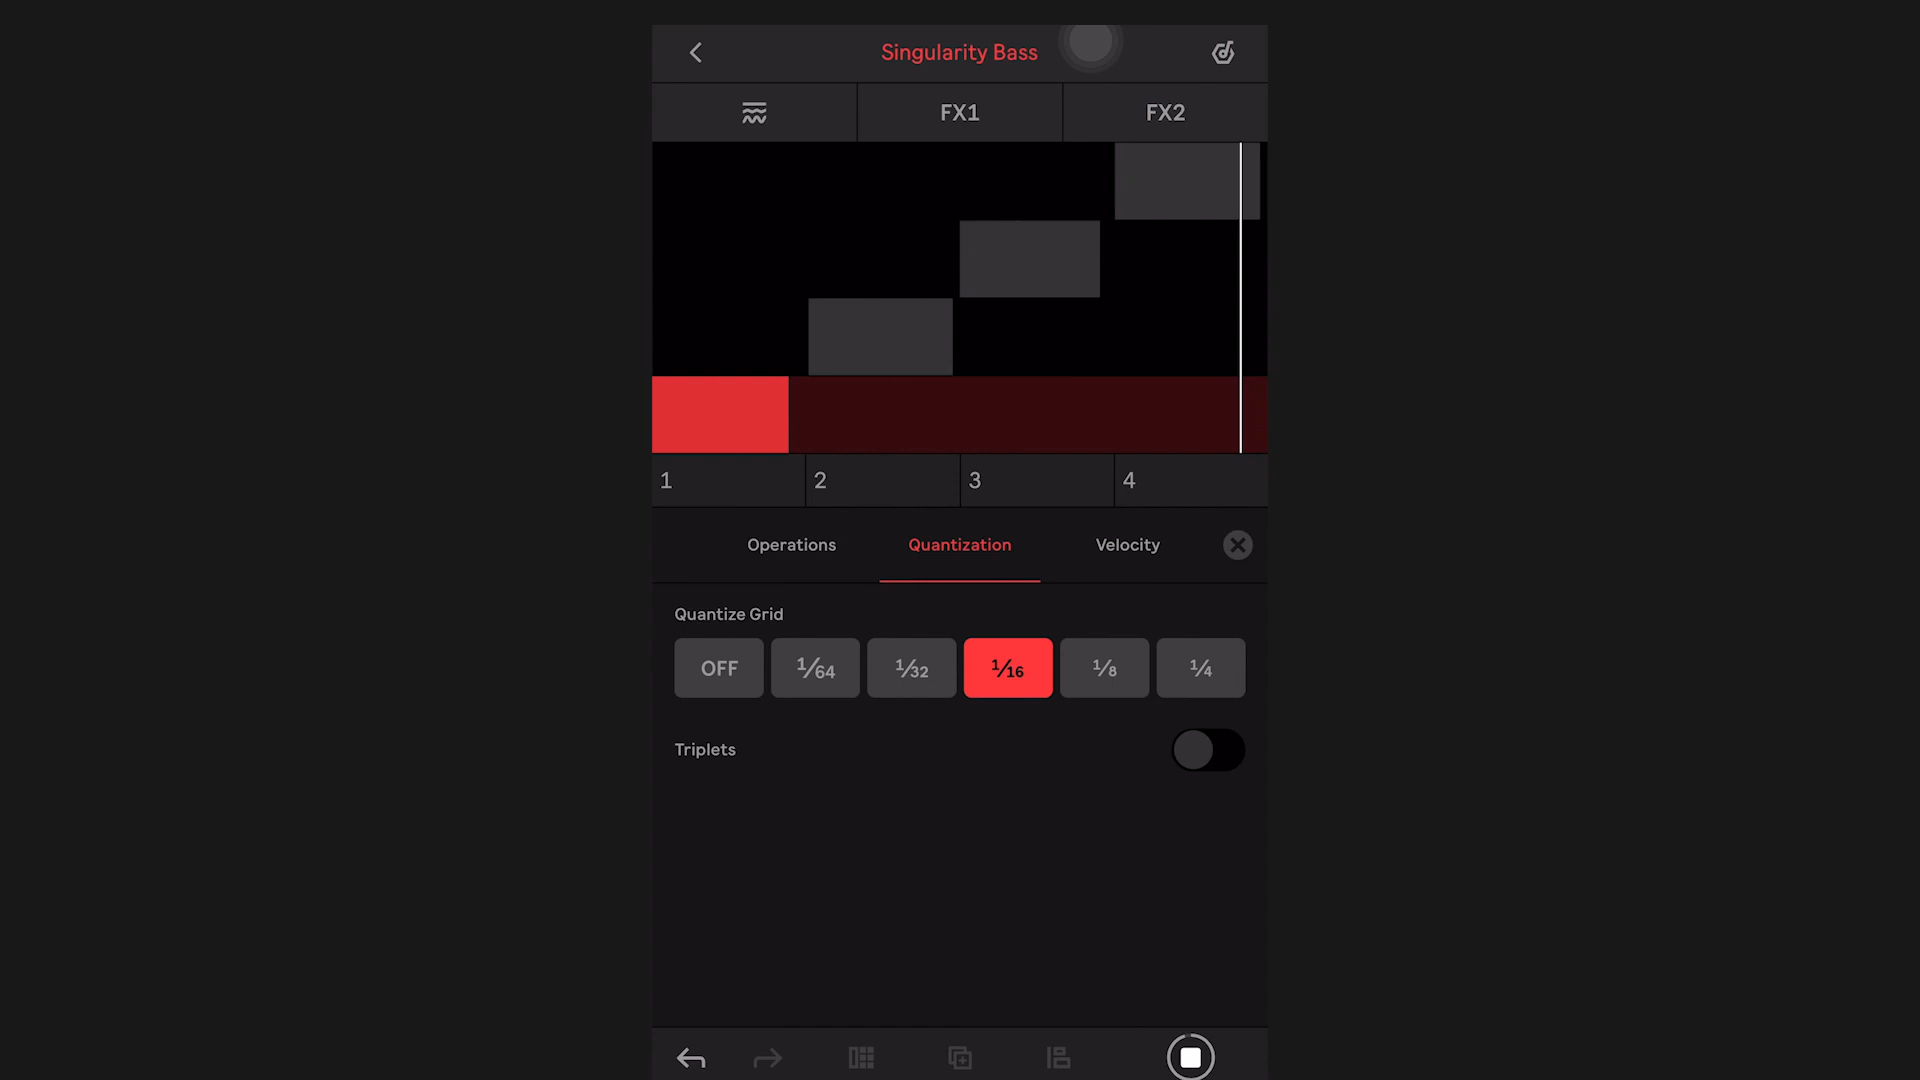 Singularity Bass
FX1 FX2
1 2 3 4
Operations Quantization Velocity
Quantize Grid
OFF 1/64 1/32 1/16 1/8 1/4
Triplets